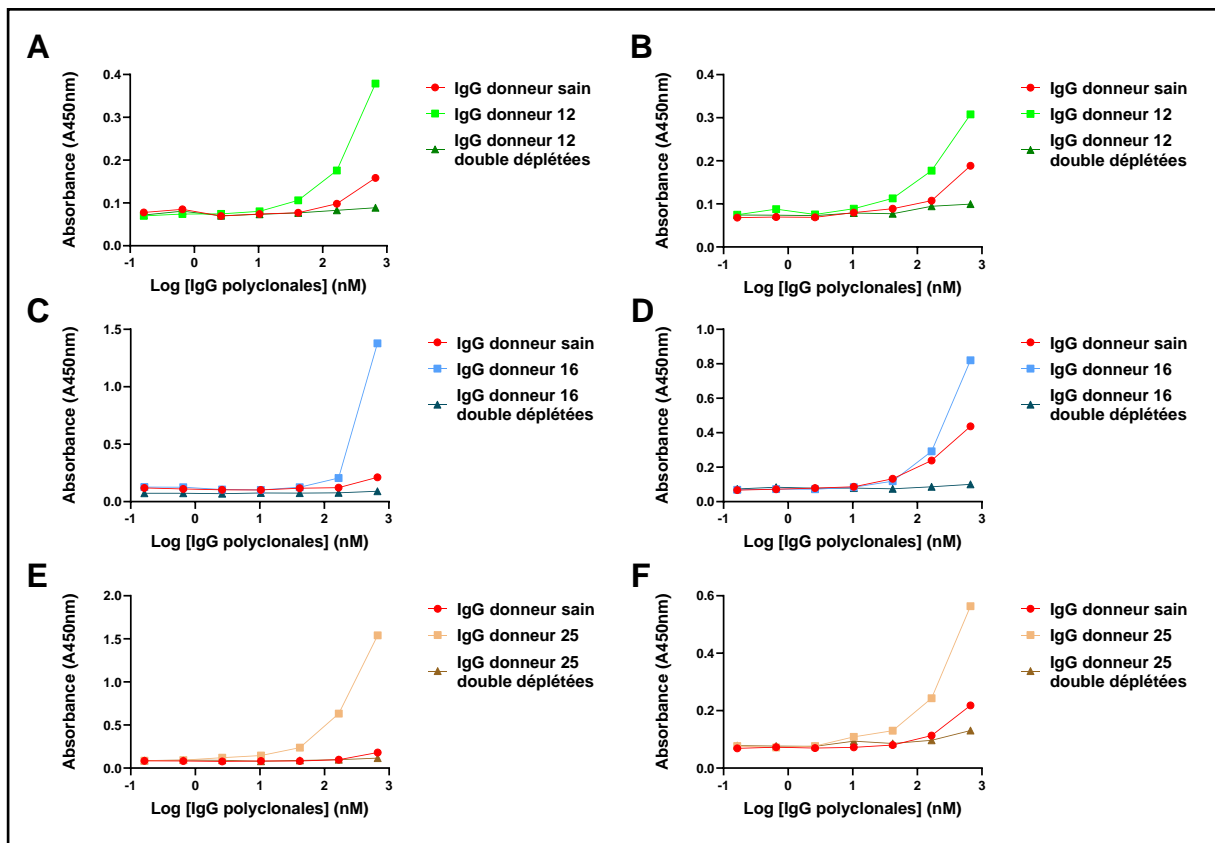 A
Absorbance (A450nm)
0.4
0.3
0.2
0.1
0.0
-1 0 1 2 3
Log [IgG polyclonales] (nM)
IgG donneur sain
IgG donneur 12
IgG donneur 12
double déplétées
B
Absorbance (A450nm)
0.4
0.3
0.2
0.1
0.0
-1 0 1 2 3
Log [IgG polyclonales] (nM)
IgG donneur sain
IgG donneur 12
IgG donneur 12
double déplétées
C
Absorbance (A450nm)
1.5
1.0
0.5
0.0
-1 0 1 2 3
Log [IgG polyclonales] (nM)
IgG donneur sain
IgG donneur 16
IgG donneur 16
double déplétées
D
Absorbance (A450nm)
1.0
0.8
0.6
0.4
0.2
0.0
-1 0 1 2 3
Log [IgG polyclonales] (nM)
IgG donneur sain
IgG donneur 16
IgG donneur 16
double déplétées
E
Absorbance (A450nm)
2.0
1.5
1.0
0.5
0.0
-1 0 1 2 3
Log [IgG polyclonales] (nM)
IgG donneur sain
IgG donneur 25
IgG donneur 25
double déplétées
F
Absorbance (A450nm)
0.6
0.4
0.2
0.0
-1 0 1 2 3
Log [IgG polyclonales] (nM)
IgG donneur sain
IgG donneur 25
IgG donneur 25
double déplétées